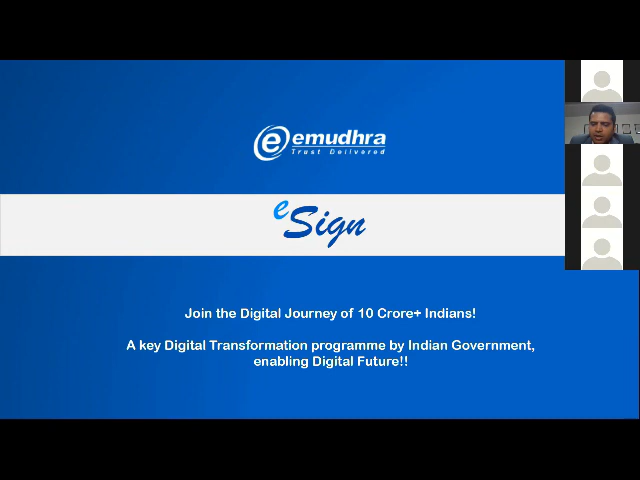 emudhra
Trust Delivered
eSign
Join the Digital Journey of 10 Crore+ Indians!
A key Digital Transformation programme by Indian Government,
enabling Digital Future!!